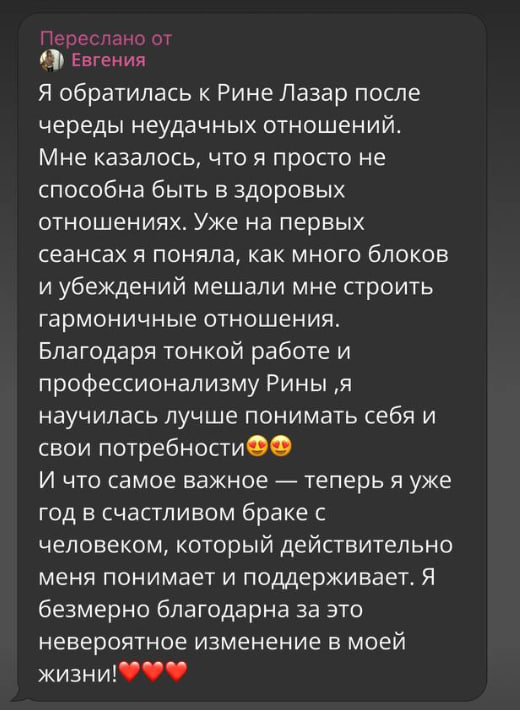 Переслано от
Евгения
Я обратилась к Рине Лазар после
череды неудачных отношений.
Мне казалось, что я просто не
способна быть в здоровых
отношениях. Уже на первых
сеансах я поняла, как много блоков
и убеждений мешали мне строить
гармоничные отношения.
Благодаря тонкой работе и
профессионализму Рины ,я
научилась лучше понимать себя и
свои потребности😍😍
И что самое важное — теперь я уже
год в счастливом браке с
человеком, который действительно
меня понимает и поддерживает. Я
безмерно благодарна за это
невероятное изменение в моей
жизни!❤️❤️❤️